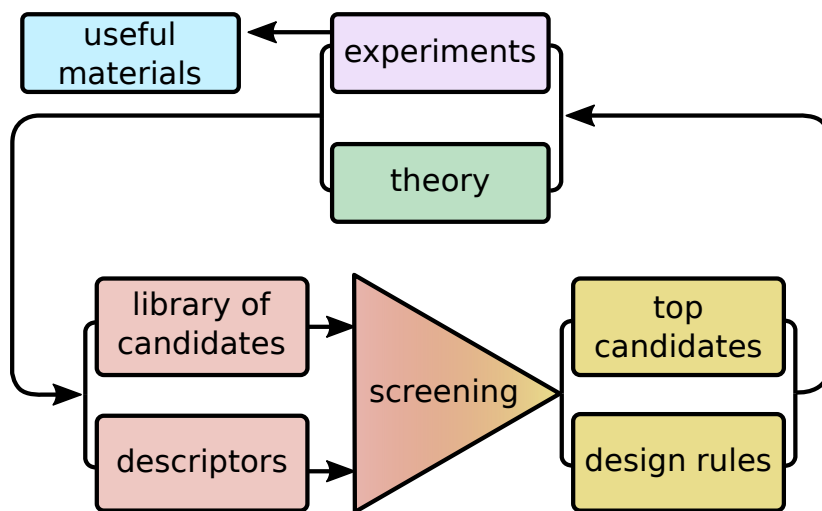 useful
materials
experiments
theory
library of
candidates
descriptors
screening
top
candidates
design rules